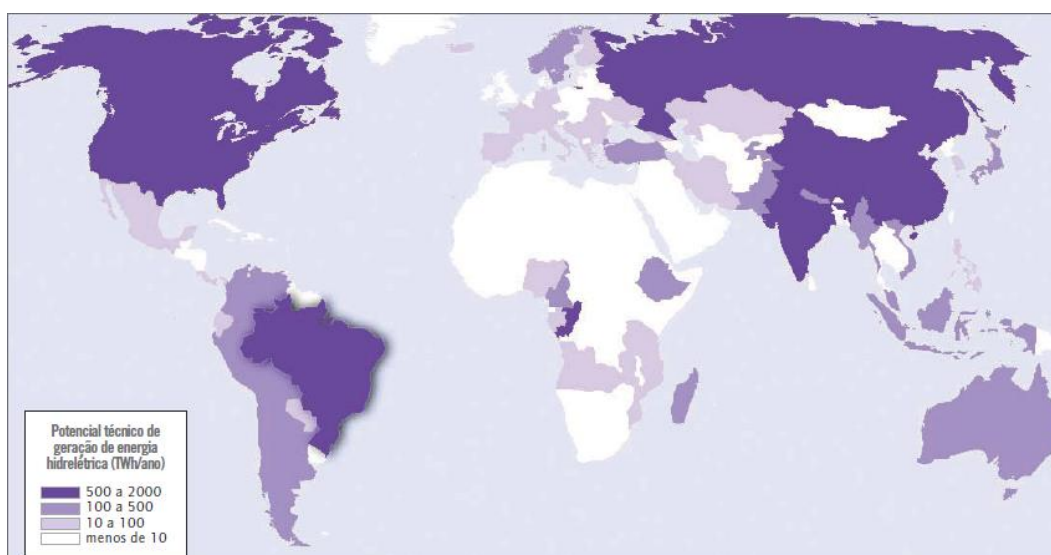 Potencial técnico de
geração de energia
hidrelétrica (TWh/ano)
500 a 2000
100 a 500
10 a 100
menos de 10